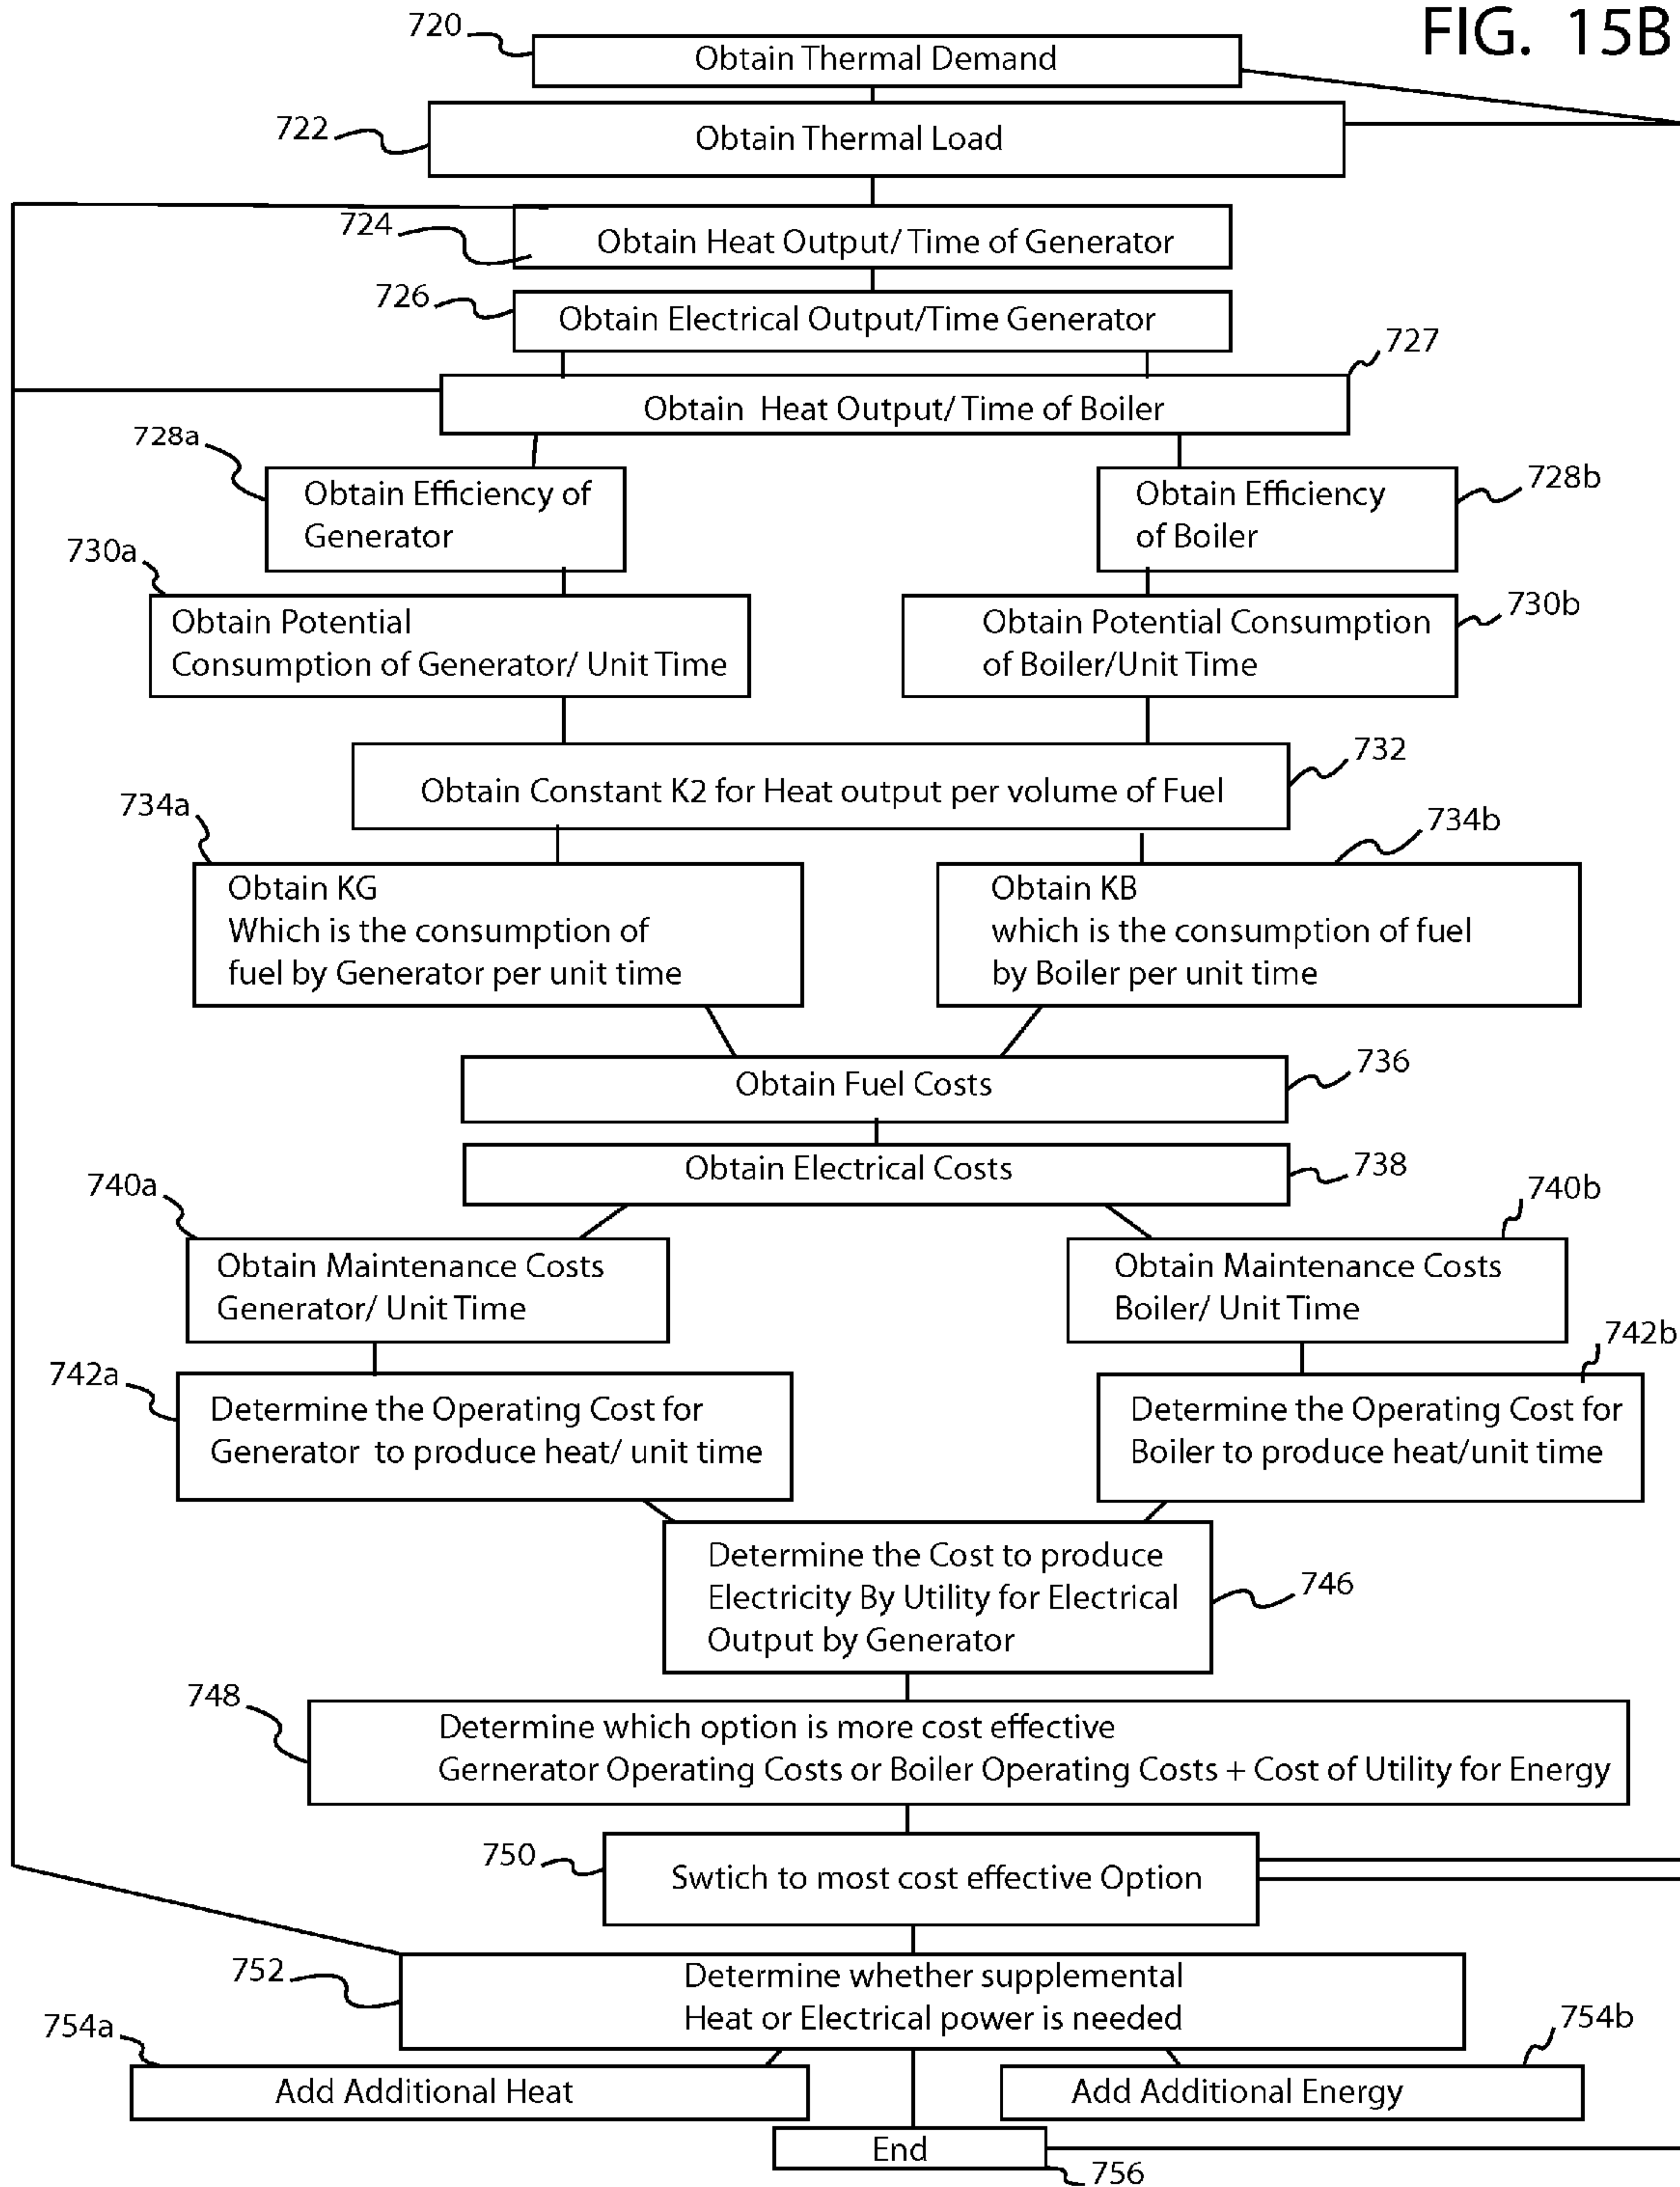 FIG. 15B
720
Obtain Thermal Demand
722
Obtain Thermal Load
724
Obtain Heat Output/ Time of Generator
726
Obtain Electrical Output/Time Generator
727
Obtain Heat Output/ Time of Boiler
728a
Obtain Efficiency of
Generator
728b
Obtain Efficiency
of Boiler
730a
Obtain Potential
Consumption of Generator/ Unit Time
730b
Obtain Potential Consumption
of Boiler/Unit Time
732
Obtain Constant K2 for Heat output per volume of Fuel
734a
Obtain KG
Which is the consumption of
fuel by Generator per unit time
734b
Obtain KB
which is the consumption of fuel
by Boiler per unit time
736
Obtain Fuel Costs
738
Obtain Electrical Costs
740a
Obtain Maintenance Costs
Generator/ Unit Time
740b
Obtain Maintenance Costs
Boiler/ Unit Time
742a
Determine the Operating Cost for
Generator to produce heat/ unit time
742b
Determine the Operating Cost for
Boiler to produce heat/unit time
746
Determine the Cost to produce
Electricity By Utility for Electrical
Output by Generator
748
Determine which option is more cost effective
Gernerator Operating Costs or Boiler Operating Costs + Cost of Utility for Energy
750
Swtich to most cost effective Option
752
Determine whether supplemental
Heat or Electrical power is needed
754a
Add Additional Heat
754b
Add Additional Energy
End
756